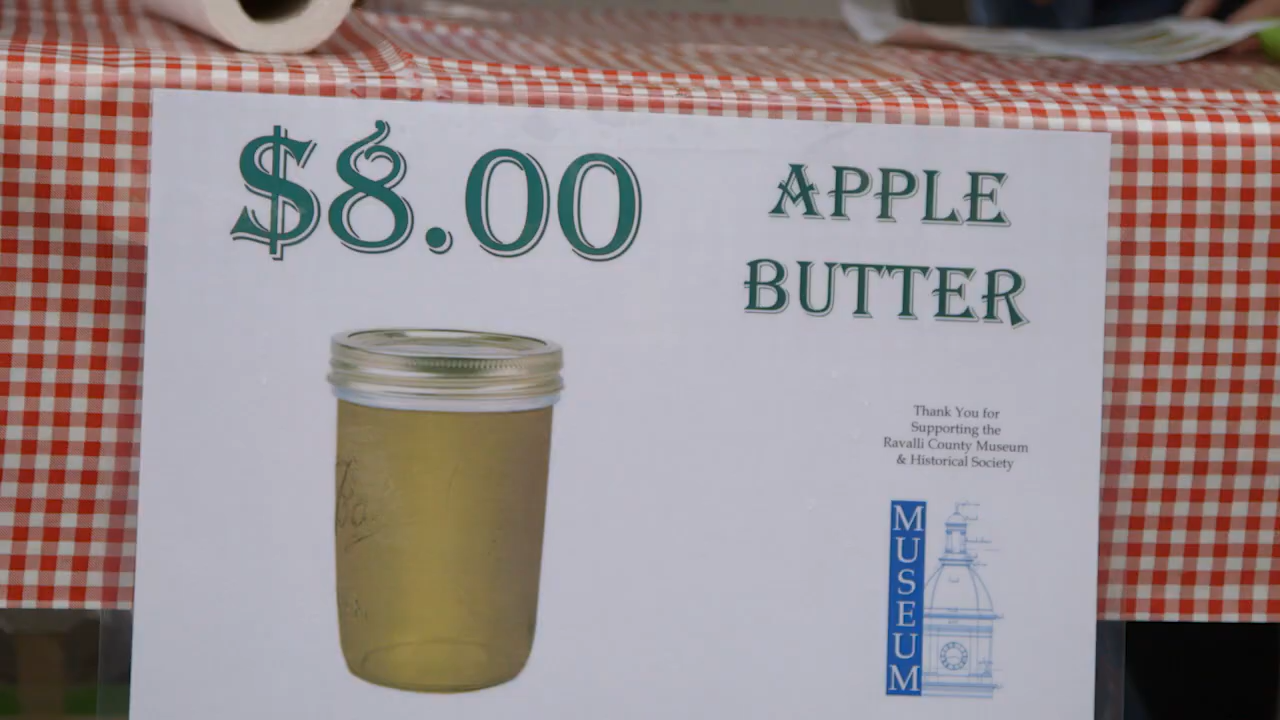 $8.00
APPLE
BUTTER
Thank You for
Supporting the
Ravalli County Museum
& Historical Society
MUSEUM